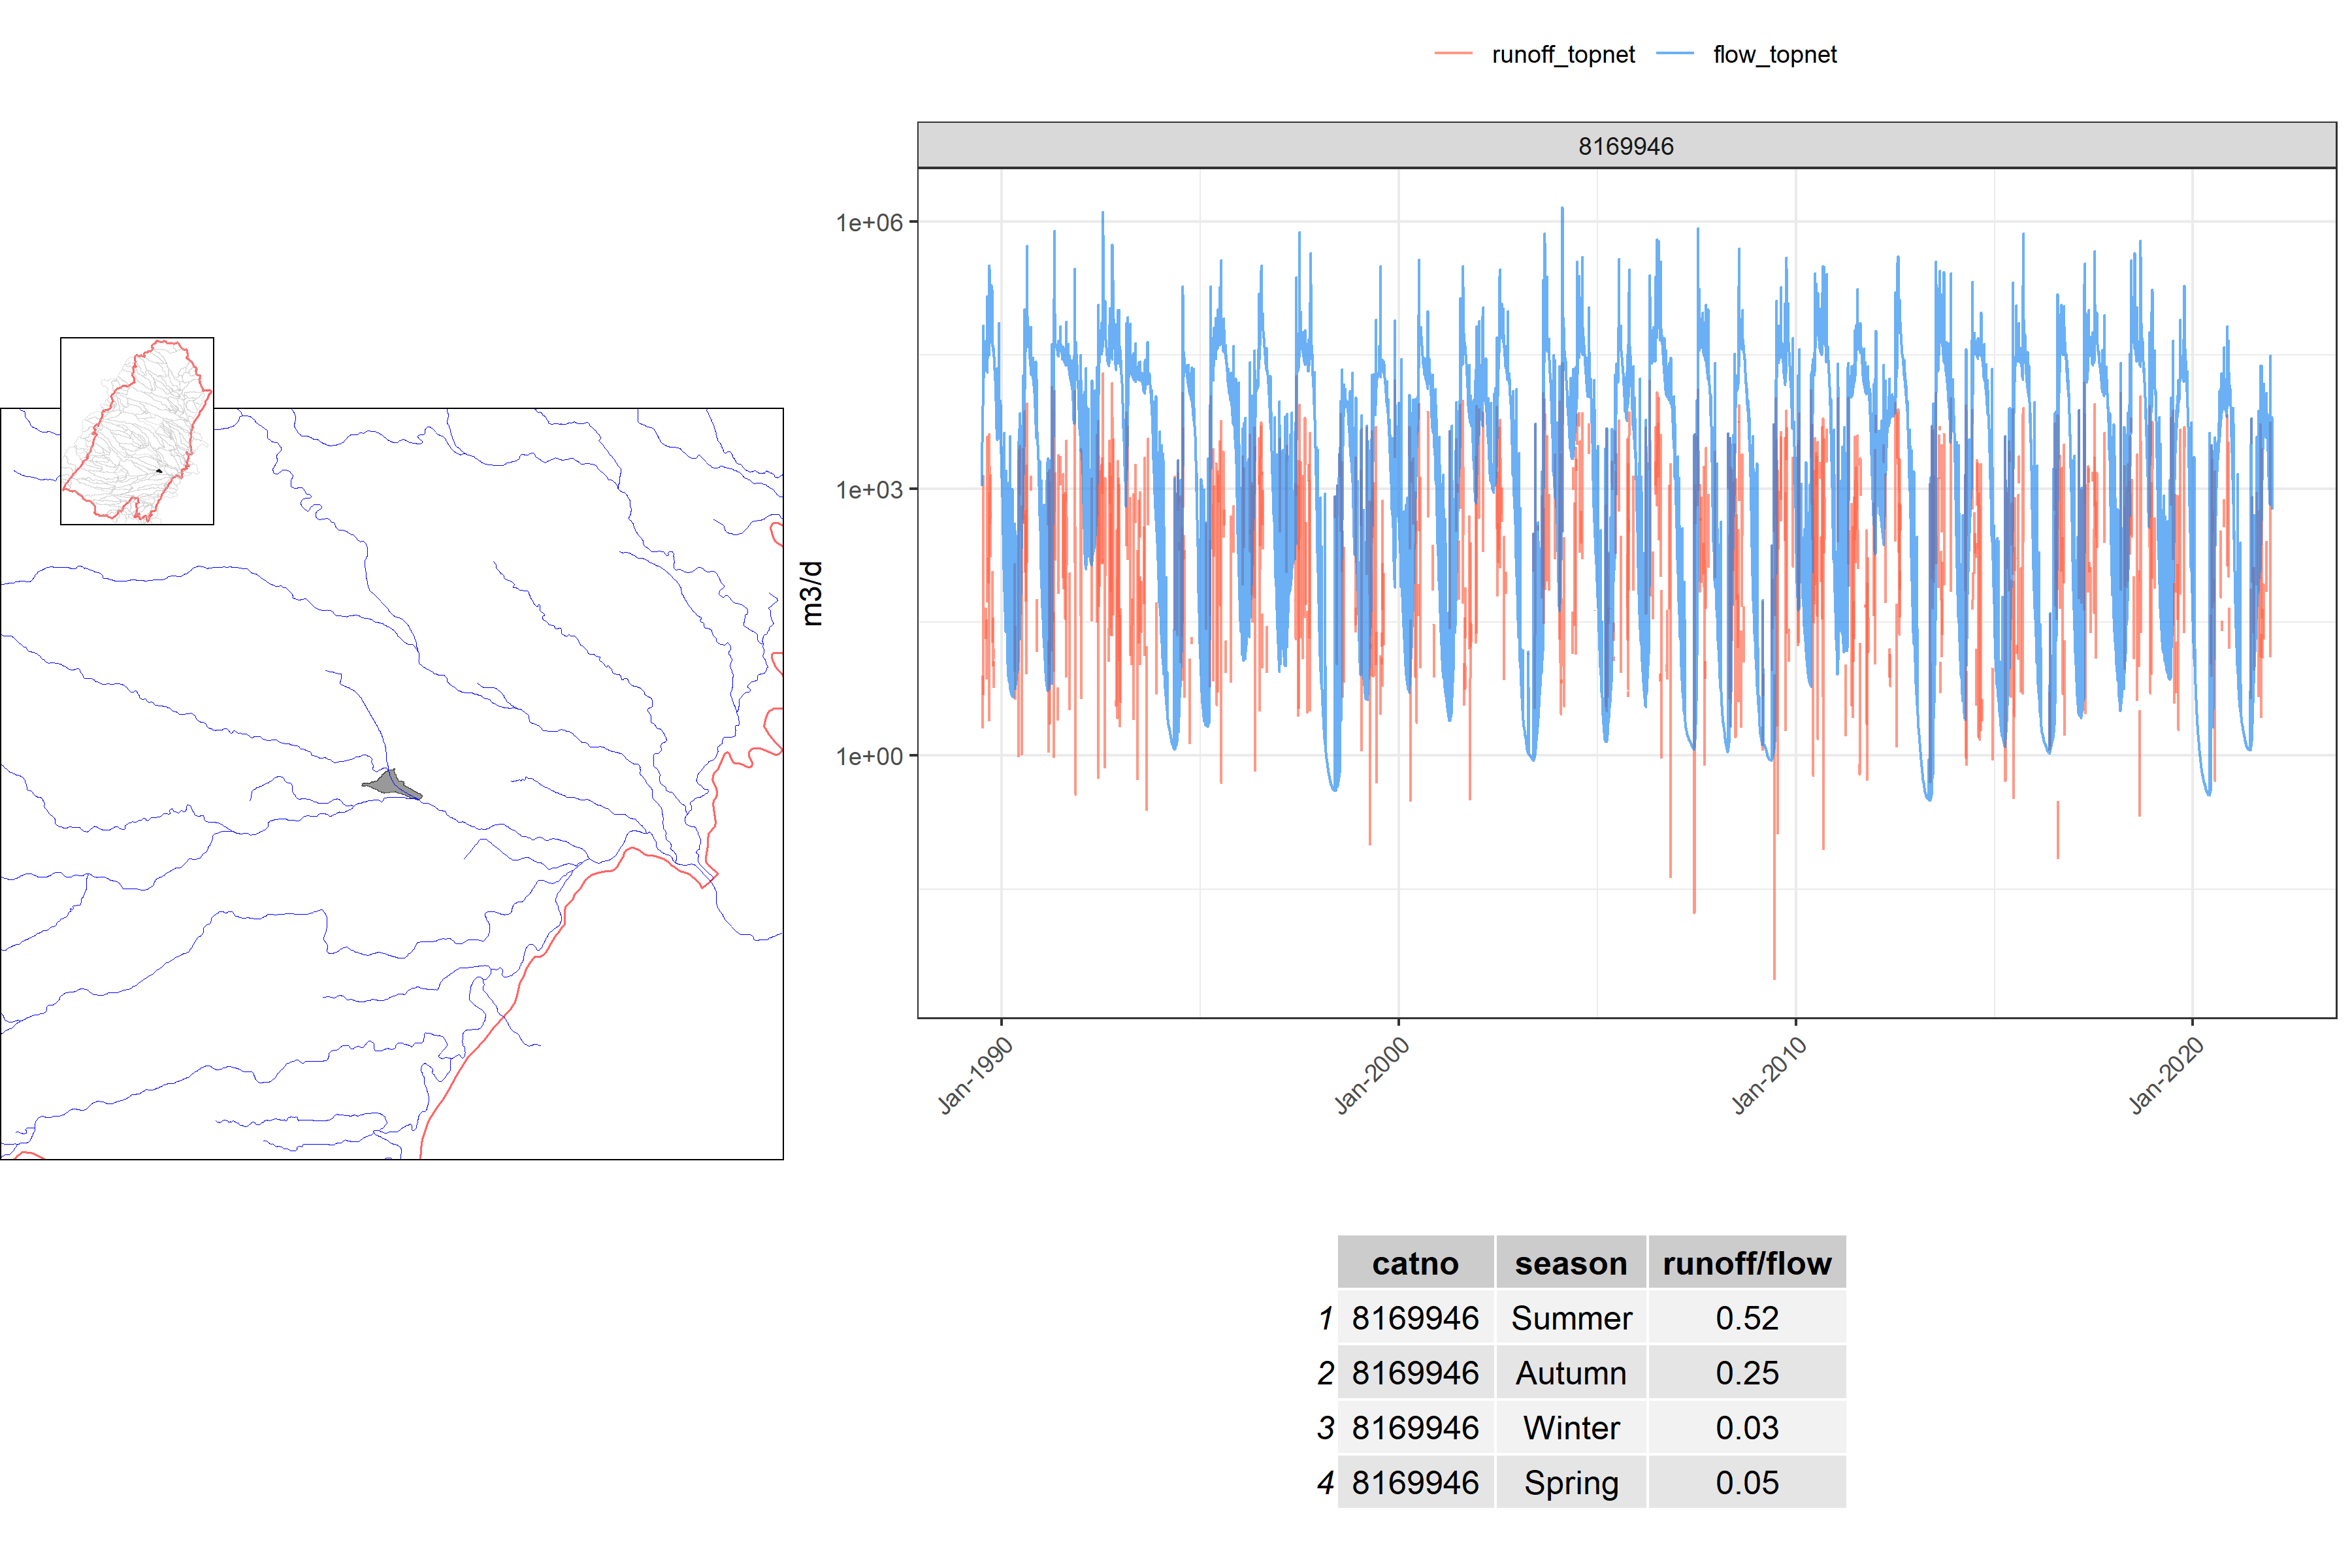 runoff_topnet flow_topnet
8169946
1e+06
1e+03
1e+00
m3/d
Jan-1990 Jan-2000 Jan-2010 Jan-2020
catno season runoff/flow
1 8169946 Summer 0.52
2 8169946 Autumn 0.25
3 8169946 Winter 0.03
4 8169946 Spring 0.05